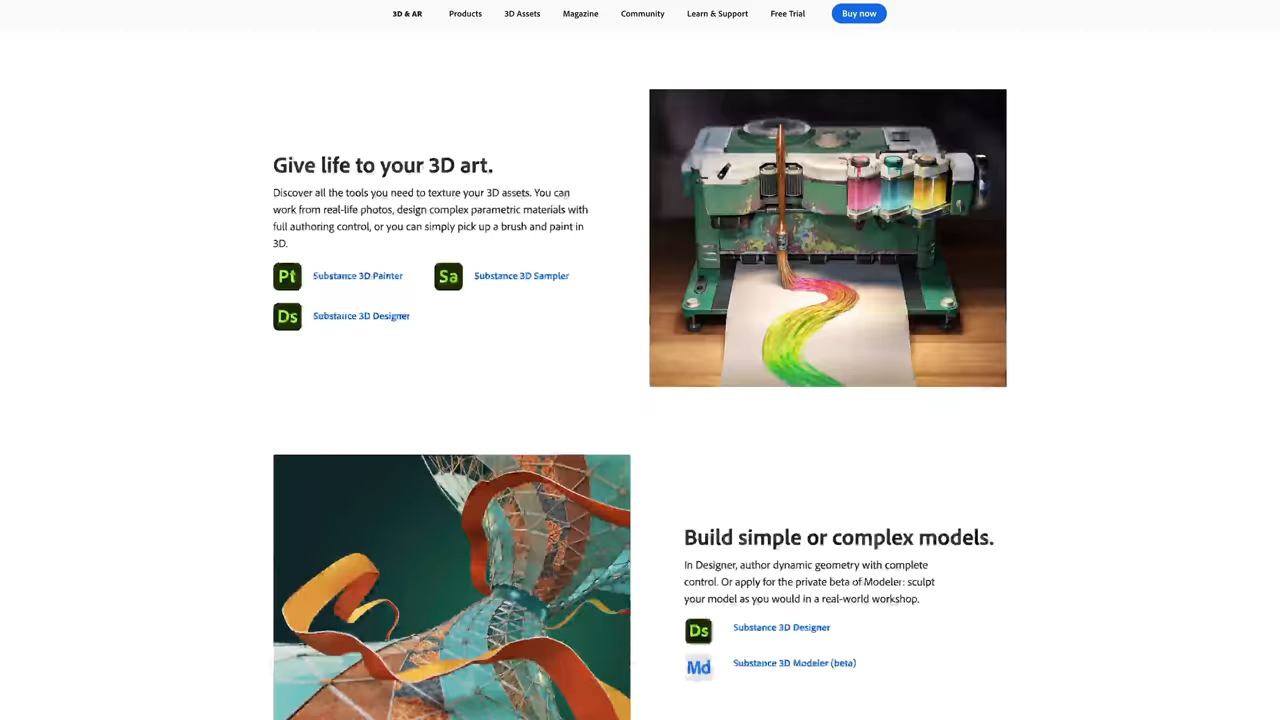 3D & AR Products 3D Assets Magazine Community Learn & Support Free Trial Buy now
Give life to your 3D art.
Discover all the tools you need to texture your 3D assets. You can
work from real-life photos, design complex parametric materials with
full authoring control, or you can simply pick up a brush and paint in
3D.
Pt Substance 3D Painter Sa Substance 3D Sampler
Ds Substance 3D Designer
Build simple or complex models.
In Designer, author dynamic geometry with complete
control. Or apply for the private beta of Modeler: sculpt
your model as you would in a real-world workshop.
Ds Substance 3D Designer
Md Substance 3D Modeler (beta)